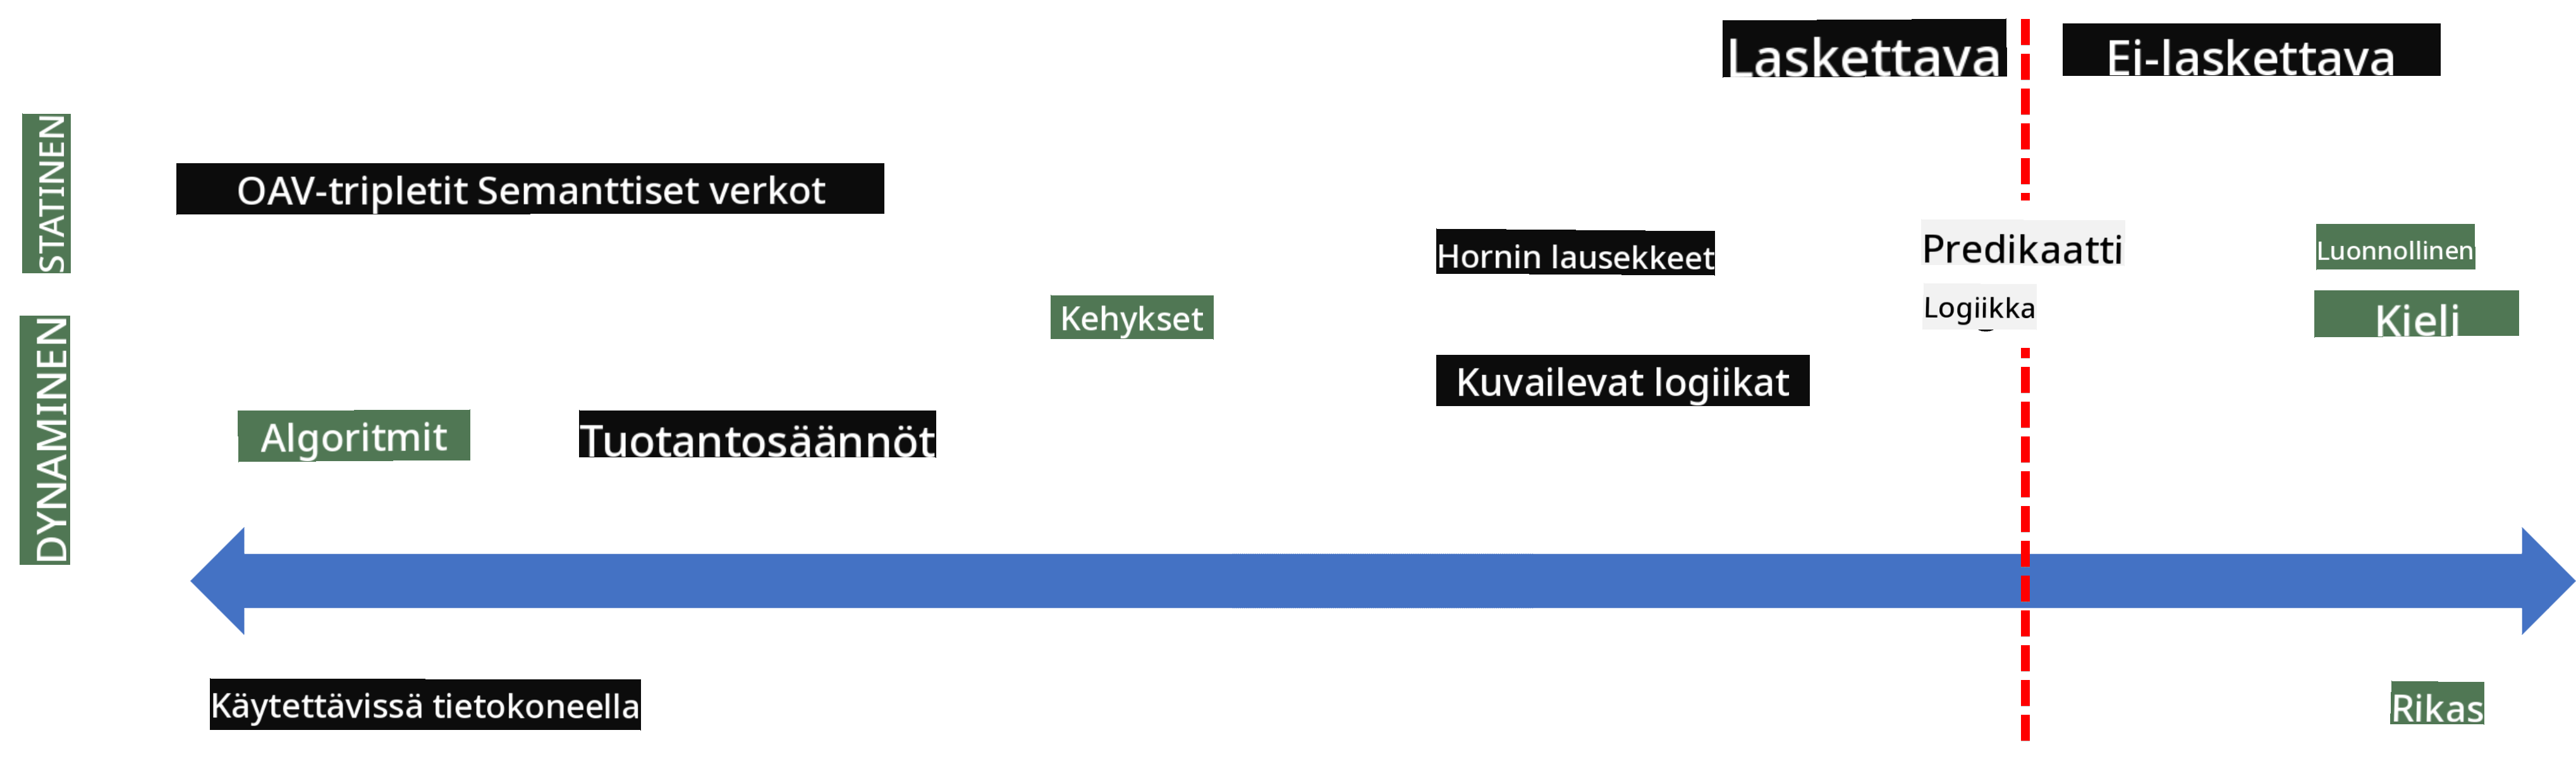 Laskettava
Ei-laskettava
STATINEN
OAV-tripletit Semanttiset verkot
Hornin lausekkeet
Predikaatti
Logiikka
Luonnollinen
Kieli
Kehykset
Kuvailevat logiikat
DYNAMINEN
Algoritmit
Tuotantosäännöt
Käytettävissä tietokoneella
Rikas